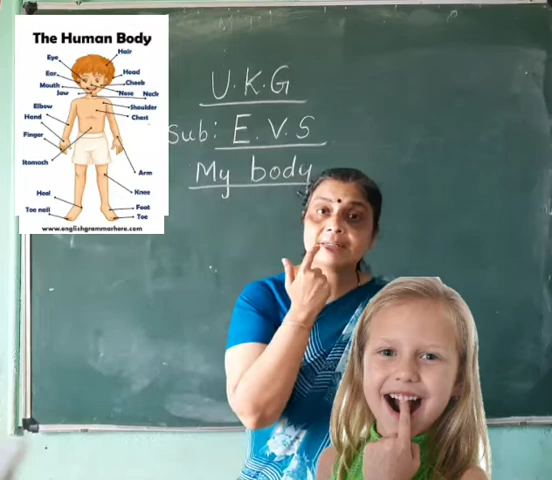 The Human Body
Eye
Hair
Ear
Head
Mouth
Cheek
Jaw
Nose
Neck
Elbow
Shoulder
Hand
Chest
Finger
Stomach
Arm
Heel
Knee
Toe nail
Foot
Toe
www.englishgrammarhere.com
U.K.G
Sub: E.V.S
My body